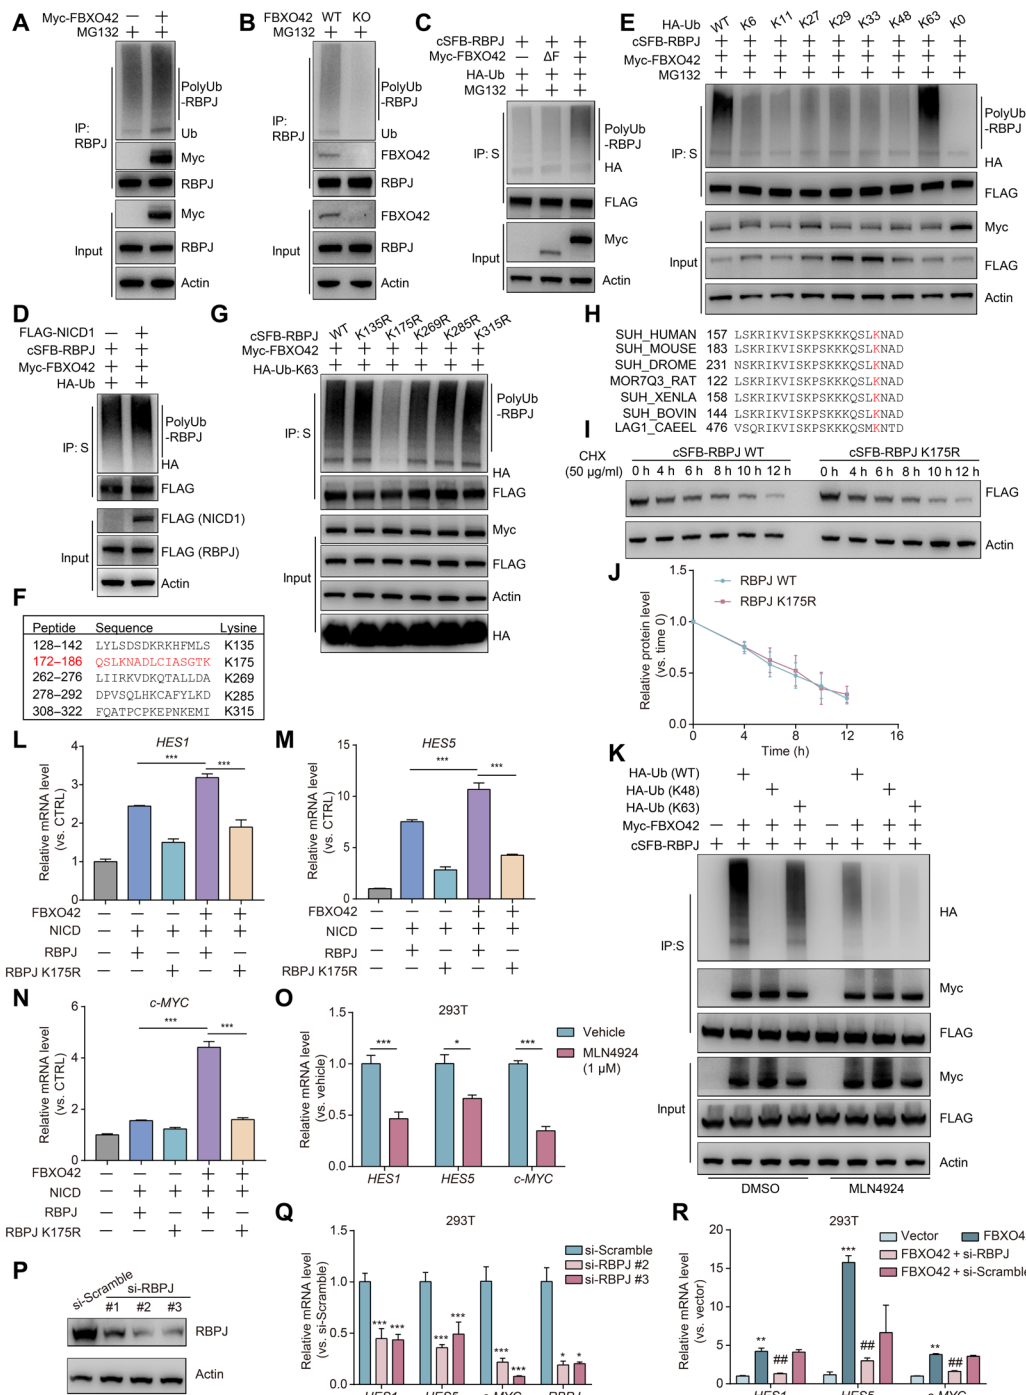 A
Myc-FBXO42 — +
MG132 + +
PolyUb
-RBPJ
IP:
RBPJ
Ub
Myc
RBPJ
Myc
Input
RBPJ
Actin
B
FBXO42 WT KO
MG132 + +
PolyUb
-RBPJ
IP:
RBPJ
Ub
FBXO42
RBPJ
FBXO42
Input
RBPJ
Actin
C
cSFB-RBPJ + + +
Myc-FBXO42 — ΔF +
HA-Ub + + +
MG132 + + +
PolyUb
-RBPJ
IP: S
HA
FLAG
Myc
Input
Actin
E
HA-Ub WT K6 K11 K27 K29 K33 K48 K63 K0
cSFB-RBPJ + + + + + + + + +
Myc-FBXO42 + + + + + + + + +
MG132 + + + + + + + + +
PolyUb
-RBPJ
IP: S
HA
FLAG
Myc
Input
FLAG
Actin
D
FLAG-NICD1 — +
cSFB-RBPJ + +
Myc-FBXO42 + +
HA-Ub + +
PolyUb
-RBPJ
IP: S
HA
FLAG
FLAG (NICD1)
Input
FLAG (RBPJ)
Actin
G
cSFB-RBPJ WT K135R K175R K269R K285R K315R
Myc-FBXO42 + + + + + +
HA-Ub-K63 + + + + + +
PolyUb
-RBPJ
IP: S
HA
FLAG
Myc
FLAG
Input
Actin
HA
H
SUH_HUMAN 157 LSKRIKVISKPSKKKQSLKNAD
SUH_MOUSE 183 LSKRIKVISKPSKKKQSLKNAD
SUH_DROME 231 NSKRIKVISKPSKKKQSLKNAD
MOR7Q3_RAT 122 LSKRIKVISKPSKKKQSLKNAD
SUH_XENLA 158 LSKRIKVISKPSKKKQSLKNAD
SUH_BOVIN 144 LSKRIKVISKPSKKKQSLKNAD
LAG1_CAEEL 476 VSQRIKVISKPSKKKQSMKNTD
I
CHX
(50 µg/ml)
cSFB-RBPJ WT cSFB-RBPJ K175R
0 h 4 h 6 h 8 h 10 h 12 h 0 h 4 h 6 h 8 h 10 h 12 h
FLAG
Actin
F
Peptide Sequence Lysine
128–142 LYLSDSDKRKHFMLS K135
172–186 QSLKNADLCIASGTK K175
262–276 LIIRKVDKQTALLDA K269
278–292 DPVSQLHKCAFYLKD K285
308–322 FQATPCPKEPNKEMI K315
J
Relative protein level
(vs. time 0)
1.5
1.0
0.5
0.0
RBPJ WT
RBPJ K175R
0 4 8 12 16
Time (h)
K
HA-Ub (WT) + +
HA-Ub (K48) + +
HA-Ub (K63) + +
Myc-FBXO42 — + + + — + + +
cSFB-RBPJ + + + + + + + +
HA
IP:S
Myc
FLAG
Myc
Input
FLAG
Actin
DMSO MLN4924
L
HES1
Relative mRNA level
(vs. CTRL)
4
3
2
1
0
*** ***
FBXO42 — — — + +
NICD — + + + +
RBPJ — + — + —
RBPJ K175R — — + — +
M
HES5
Relative mRNA level
(vs. CTRL)
15
10
5
0
*** ***
FBXO42 — — — + +
NICD — + + + +
RBPJ — + — + —
RBPJ K175R — — + — +
N
c-MYC
Relative mRNA level
(vs. CTRL)
6
4
2
0
*** ***
FBXO42 — — — + +
NICD — + + + +
RBPJ — + — + —
RBPJ K175R — — + — +
O
293T
Relative mRNA level
(vs. vehicle)
1.5
1.0
0.5
0.0
Vehicle
MLN4924
(1 µM)
*** * ***
HES1 HES5 c-MYC
P
si-Scramble
si-RBPJ
#1 #2 #3
RBPJ
Actin
Q
293T
Relative mRNA level
(vs. si-Scramble)
1.5
1.0
0.5
0.0
si-Scramble
si-RBPJ #2
si-RBPJ #3
*** *** *** *** *** *** * *
HES1 HES5 c-MYC RBPJ
R
293T
Relative mRNA level
(vs. vector)
20
15
10
5
0
Vector FBXO4
FBXO42 + si-RBPJ
FBXO42 + si-Scramble
** ## *** ## ** ##
HES1 HES5 c-MYC